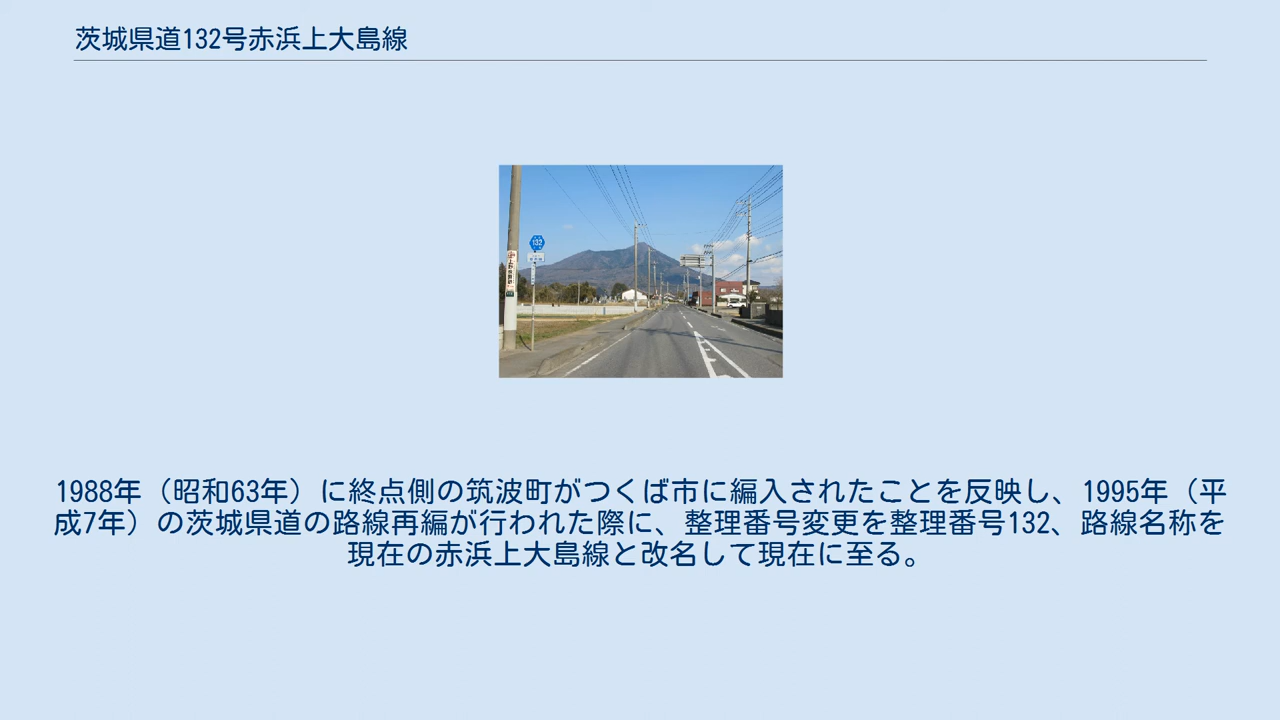 茨城県道132号赤浜上大島線
132
1988年（昭和63年）に終点側の筑波町がつくば市に編入されたことを反映し、1995年（平
成7年）の茨城県道の路線再編が行われた際に、整理番号変更を整理番号132、路線名称を
現在の赤浜上大島線と改名して現在に至る。